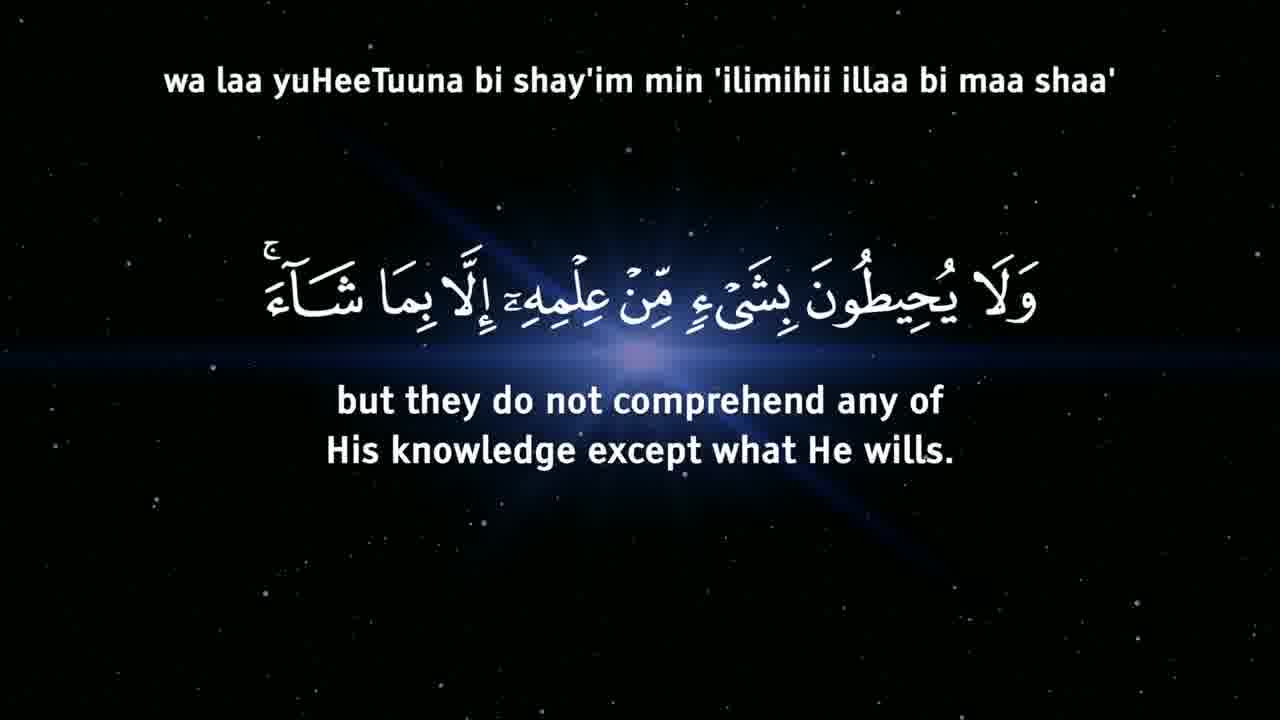 wa laa yuHeeTuuna bi shay'im min 'ilimihii illaa bi maa shaa'
وَلَا يُحِيطُونَ بِشَىْءٍ مِّنْ عِلْمِهِۦٓ إِلَّا بِمَا شَآءَ ۚ
but they do not comprehend any of
His knowledge except what He wills.